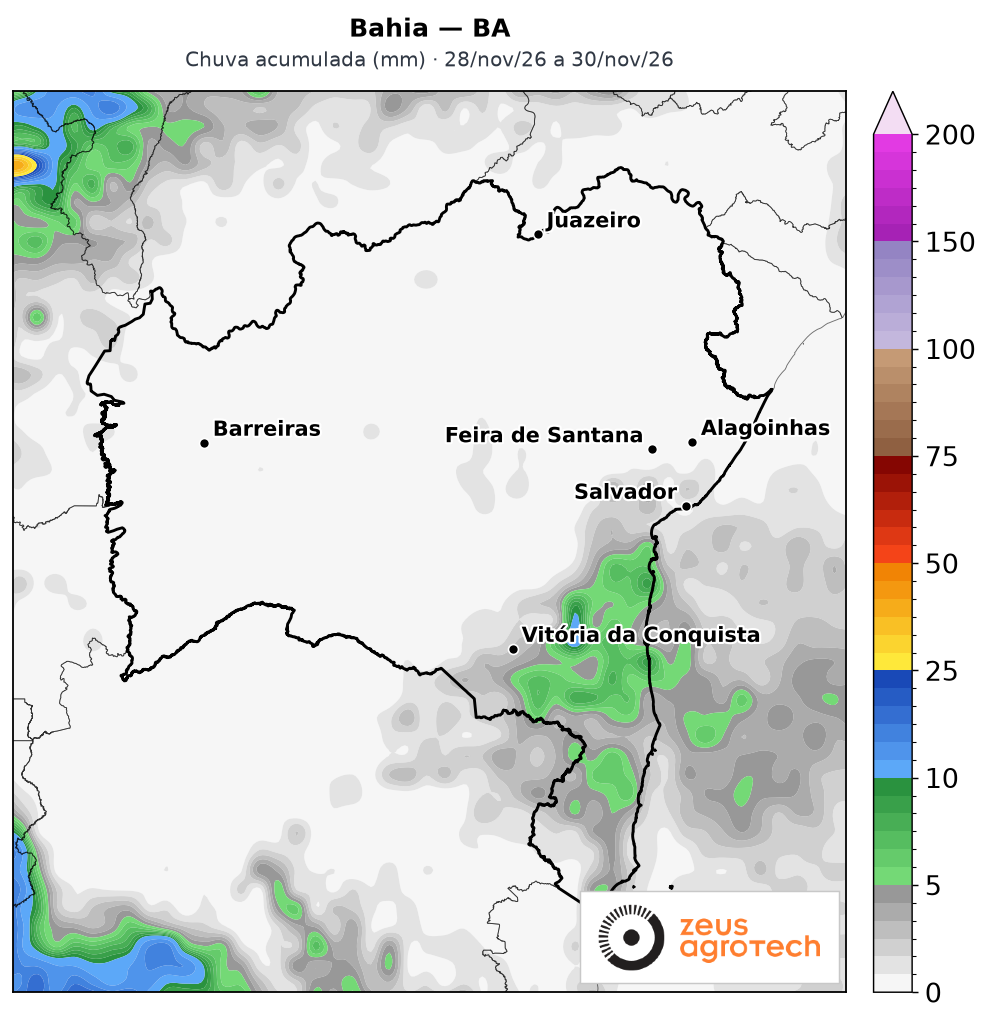 Bahia — BA
Chuva acumulada (mm) · 28/nov/26 a 30/nov/26
200
150
100
75
50
25
10
5
0
Juazeiro
Barreiras
Feira de Santana
Alagoinhas
Salvador
Vitória da Conquista
zeus
agrotech